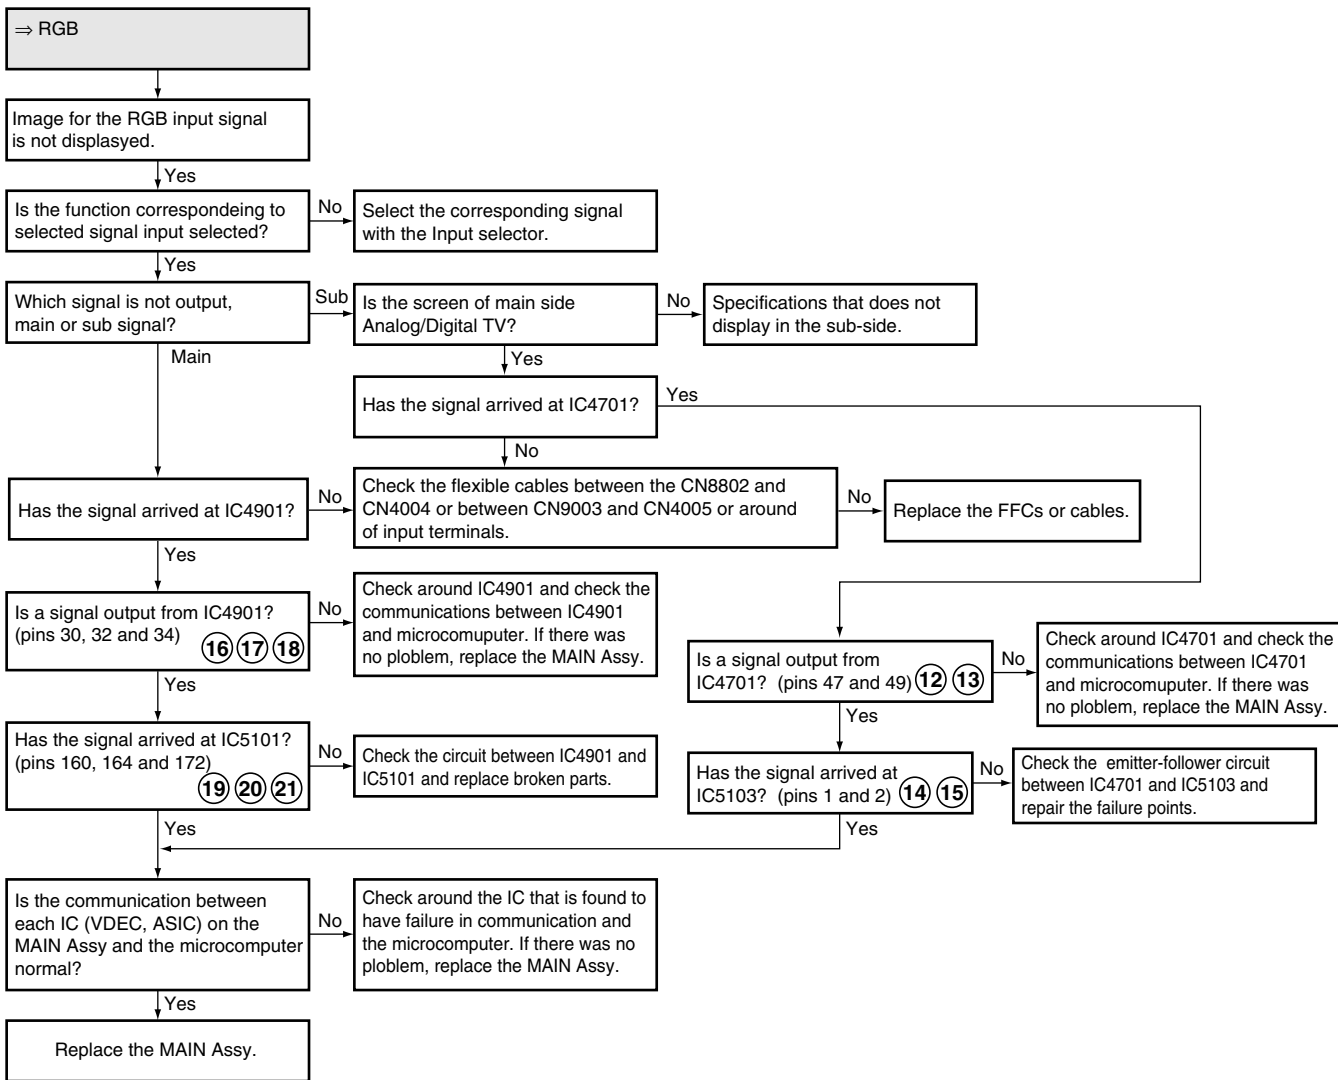 ⇒ RGB
Image for the RGB input signal
is not displasyed.
Yes
Is the function correspondeing to
selected signal input selected?
No
Select the corresponding signal
with the Input selector.
Yes
Which signal is not output,
main or sub signal?
Sub
Is the screen of main side
Analog/Digital TV?
No
Specifications that does not
display in the sub-side.
Main
Yes
Has the signal arrived at IC4701?
Yes
No
Has the signal arrived at IC4901?
No
Check the flexible cables between the CN8802 and
CN4004 or between CN9003 and CN4005 or around
of input terminals.
No
Replace the FFCs or cables.
Yes
Is a signal output from IC4901?
(pins 30, 32 and 34) 16 17 18
No
Check around IC4901 and check the
communications between IC4901
and microcomuputer. If there was
no ploblem, replace the MAIN Assy.
Is a signal output from
IC4701? (pins 47 and 49) 12 13
No
Check around IC4701 and check the
communications between IC4701
and microcomuputer. If there was
no ploblem, replace the MAIN Assy.
Yes
Yes
Has the signal arrived at IC5101?
(pins 160, 164 and 172)
19 20 21
No
Check the circuit between IC4901 and
IC5101 and replace broken parts.
Has the signal arrived at
IC5103? (pins 1 and 2) 14 15
No
Check the emitter-follower circuit
between IC4701 and IC5103 and
repair the failure points.
Yes
Yes
Is the communication between
each IC (VDEC, ASIC) on the
MAIN Assy and the microcomputer
normal?
No
Check around the IC that is found to
have failure in communication and
the microcomputer. If there was no
ploblem, replace the MAIN Assy.
Yes
Replace the MAIN Assy.